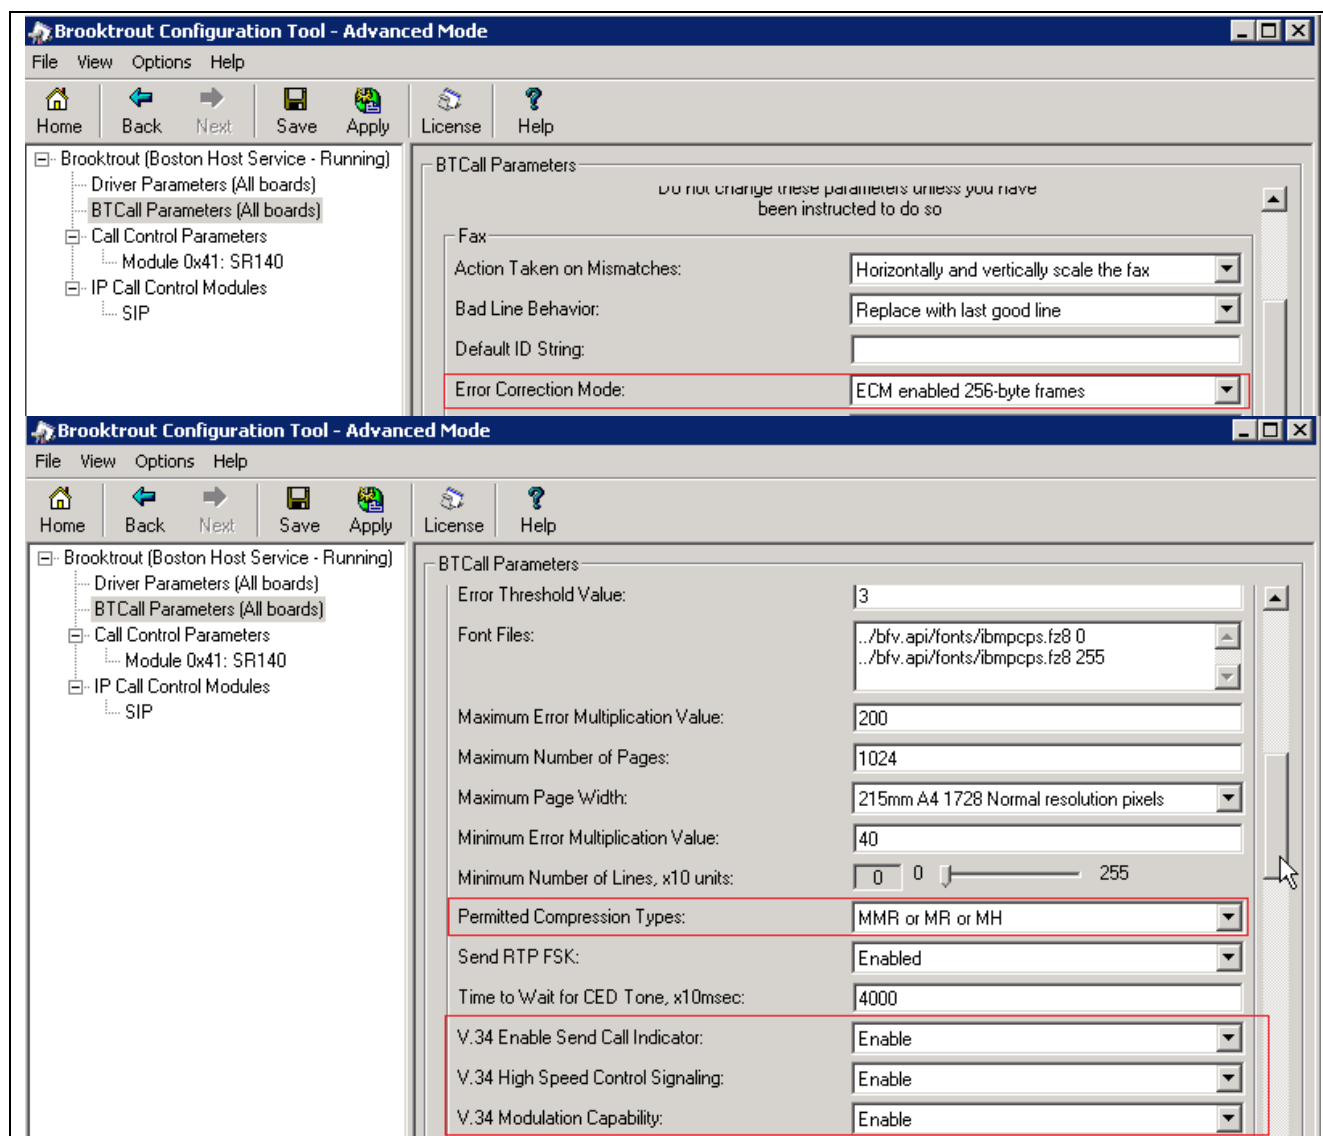 Brooktrout Configuration Tool - Advanced Mode
File View Options Help
Home Back Next Save Apply License Help
Brooktrout (Boston Host Service - Running)
Driver Parameters (All boards)
BTCall Parameters (All boards)
Call Control Parameters
Module 0x41: SR140
IP Call Control Modules
SIP
BTCall Parameters
Do not change these parameters unless you have
been instructed to do so
Fax
Action Taken on Mismatches: Horizontally and vertically scale the fax
Bad Line Behavior: Replace with last good line
Default ID String:
Error Correction Mode: ECM enabled 256-byte frames
Brooktrout Configuration Tool - Advanced Mode
File View Options Help
Home Back Next Save Apply License Help
Brooktrout (Boston Host Service - Running)
Driver Parameters (All boards)
BTCall Parameters (All boards)
Call Control Parameters
Module 0x41: SR140
IP Call Control Modules
SIP
BTCall Parameters
Error Threshold Value: 3
Font Files: ../bfv.api/fonts/ibmpcps.fz8 0
../bfv.api/fonts/ibmpcps.fz8 255
Maximum Error Multiplication Value: 200
Maximum Number of Pages: 1024
Maximum Page Width: 215mm A4 1728 Normal resolution pixels
Minimum Error Multiplication Value: 40
Minimum Number of Lines, x10 units: 0 0 255
Permitted Compression Types: MMR or MR or MH
Send RTP FSK: Enabled
Time to Wait for CED Tone, x10msec: 4000
V.34 Enable Send Call Indicator: Enable
V.34 High Speed Control Signaling: Enable
V.34 Modulation Capability: Enable